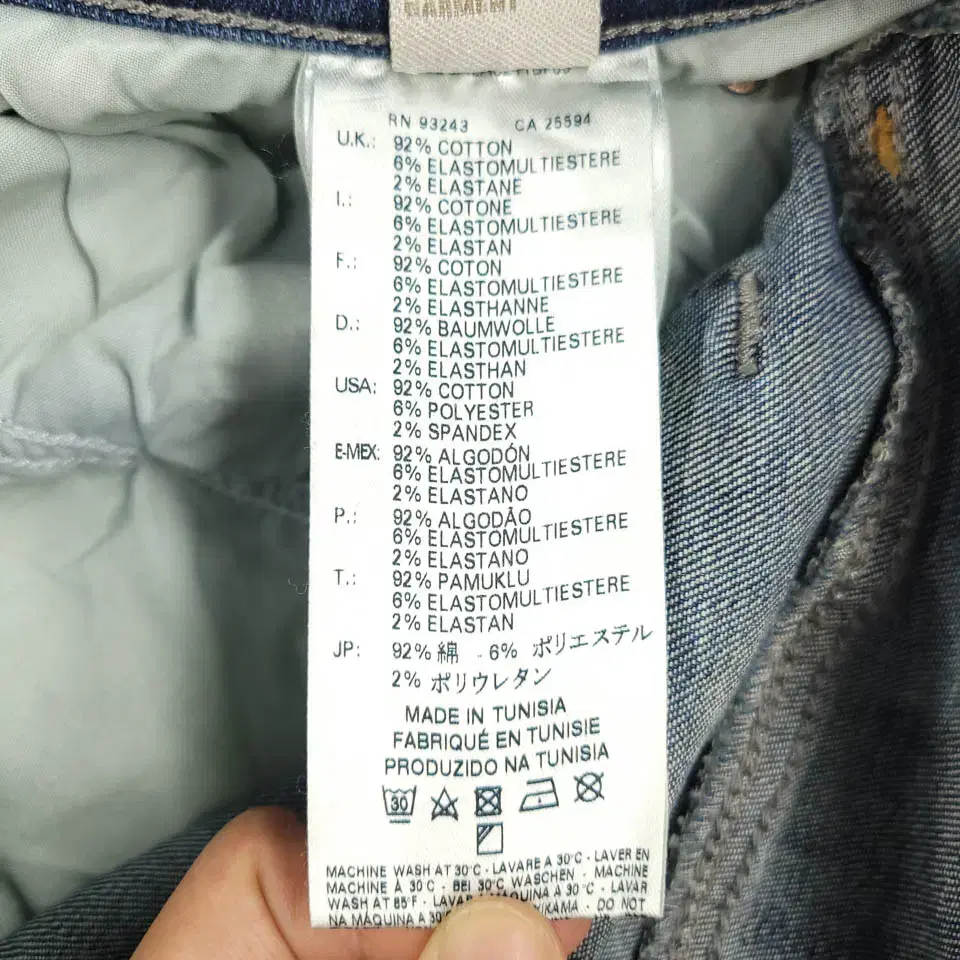 GARMENT
RN 93243 CA 25594
U.K.: 92% COTTON
6% ELASTOMULTIESTERE
2% ELASTANE
I.: 92% COTONE
6% ELASTOMULTIESTERE
2% ELASTAN
F.: 92% COTON
6% ELASTOMULTIESTERE
2% ELASTHANNE
D.: 92% BAUMWOLLE
6% ELASTOMULTIESTERE
2% ELASTHAN
USA: 92% COTTON
6% POLYESTER
2% SPANDEX
E-MEX: 92% ALGODÓN
6% ELASTOMULTIESTERE
2% ELASTANO
P.: 92% ALGODÃO
6% ELASTOMULTIESTERE
2% ELASTANO
T.: 92% PAMUKLU
6% ELASTOMULTIESTERE
2% ELASTAN
JP: 92% 綿 - 6% ポリエステル
2% ポリウレタン
MADE IN TUNISIA
FABRIQUÉ EN TUNISIE
PRODUZIDO NA TUNISIA
30
MACHINE WASH AT 30°C - LAVARE A 30°C - LAVER EN
MACHINE À 30°C - BEI 30°C WASCHEN - MACHINE
WASH AT 85°F - LAVAR A MÁQUINA A 30°C - LAVAR
NA MÁQUINA A 30° YIKAMA - DO NOT